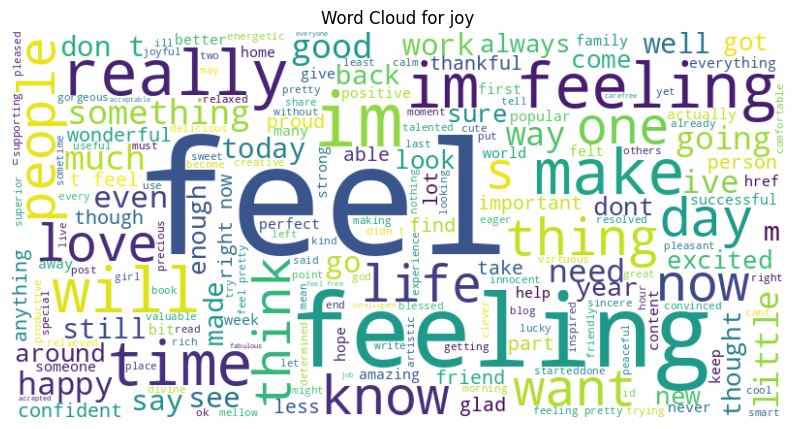 Word Cloud for joy
don t
ill
better
energetic
everyone
two
may
joyful
home
good
least
calm
work
always
family
well
got
pleased
supporting
people
really
give
back
thankful
come
everything
im feeling
positive
first
yet
pretty
share
tell
gorgeous
acceptable
relaxed
something
im
moment
sure
popular
actually
carefree
comfortable
useful
must
delicious
without
proud
many
talented
cute
put
way
one
going
already
wonderful
sometime
today
strong
last
felt
others
much
become
sweet
creative
able
look
world
s
make
person
t feel
feel
nothing
looking
lot
ive
href
superior
every
use
even
right now
enough
perfect
making
didn t
find
important
dont
successful
eager
resolved
day
though
precious
left
kind
thing
m
love
live
said
experience
virtuous
pleasant
excited
away
post
girl
try
feel pretty
point
god
go
life
take
need
year
great
right
anything
will
made
think
mean
feel free
innocent
now
book
intelligent
end
blessed
help
sincere
hour
content
convinced
cant
productive
special
valuable
week
determined
hope
artistic
clever
lucky
blog
inspired
friendly
peaceful
thought
little
still
bit
read
relieved
rich
time
feeling
around
someone
place
fabulous
let
write
getting
part
starteddone
keep
happy
divine
might
job
amazing
morning
friend
want
id
new
cool
accepted
confident
say
ok
see
mellow
less
know
glad
feeling pretty
trying
never
smart